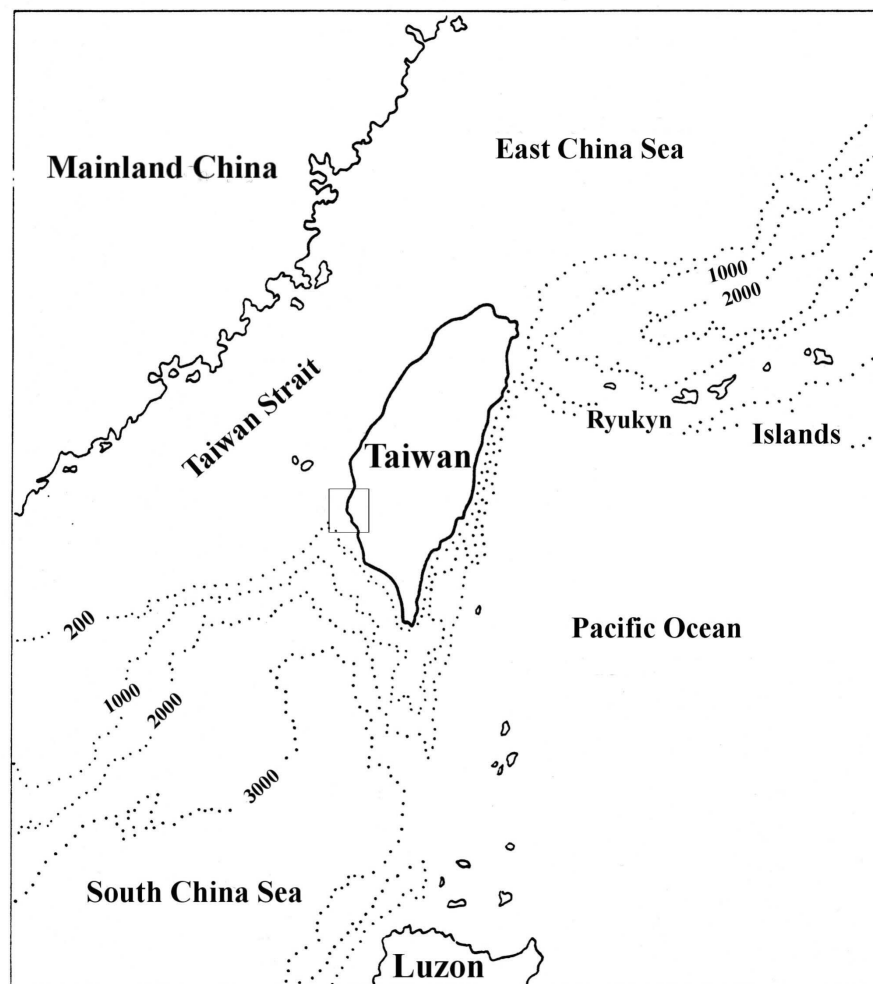 East China Sea
Mainland China
1000
2000
Taiwan Strait
Ryukyn
Islands
Taiwan
200
Pacific Ocean
1000
2000
3000
South China Sea
Luzon